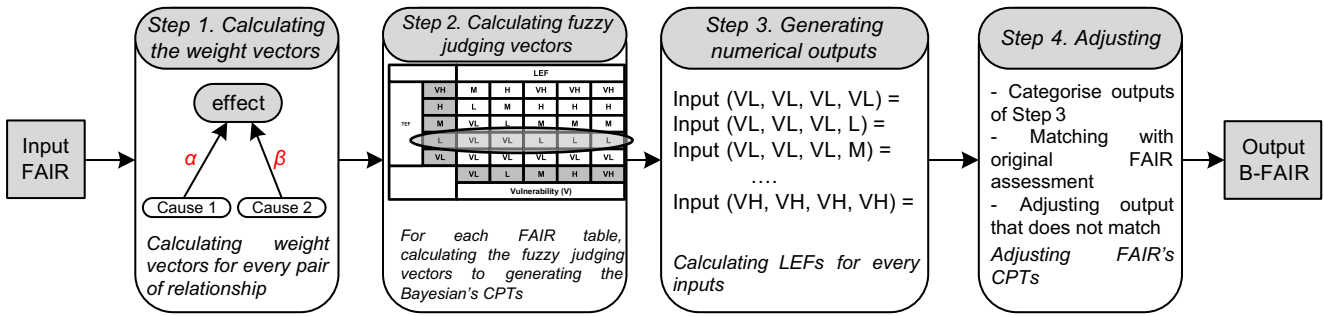 Input
FAIR
Step 1. Calculating
the weight vectors
effect
α
β
Cause 1
Cause 2
Calculating weight
vectors for every pair
of relationship
Step 2. Calculating fuzzy
judging vectors
LEF
VH M H VH VH VH
H L M H H H
TEF M VL L M M M
L VL VL L L L
VL VL VL VL VL VL
VL L M H VH
Vulnerability (V)
For each FAIR table,
calculating the fuzzy judging
vectors to generating the
Bayesian's CPTs
Step 3. Generating
numerical outputs
Input (VL, VL, VL, VL) =
Input (VL, VL, VL, L) =
Input (VL, VL, VL, M) =
....
Input (VH, VH, VH, VH) =
Calculating LEFs for every
inputs
Step 4. Adjusting
- Categorise outputs
of Step 3
- Matching with
original FAIR
assessment
- Adjusting output
that does not match
Adjusting FAIR's
CPTs
Output
B-FAIR